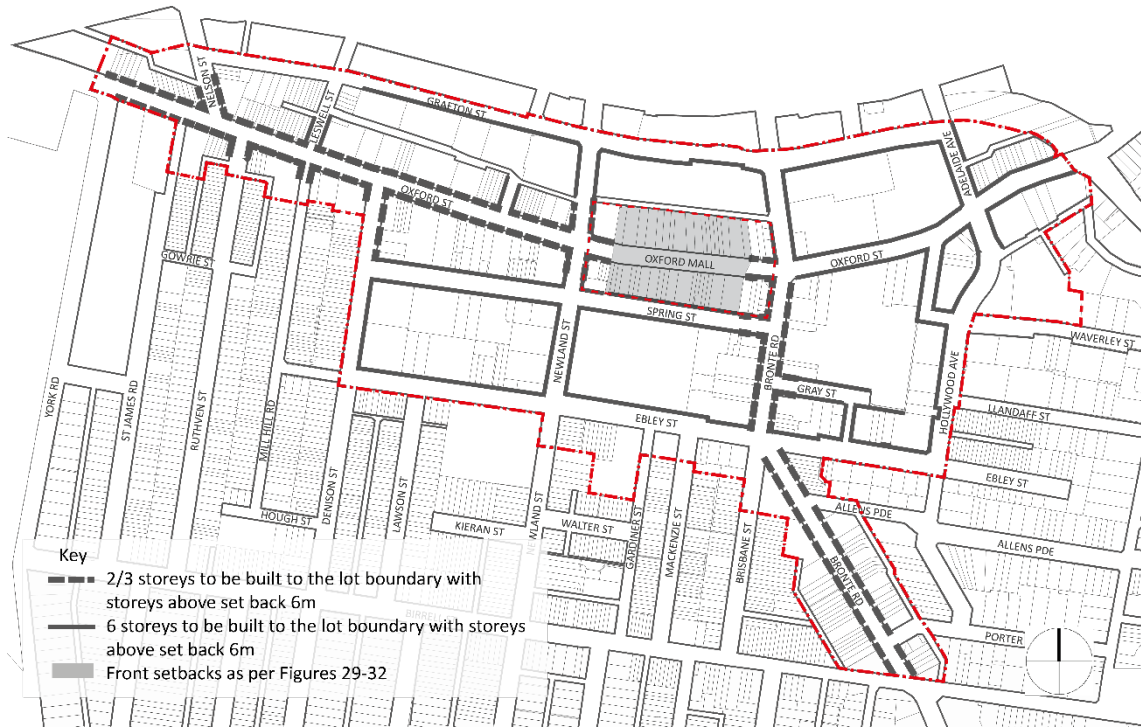 NELSON ST
LESWELL ST
GRAFTON ST
ADELAIDE AVE
OXFORD ST
OXFORD MALL
OXFORD ST
GOWRIE ST
SPRING ST
WAVERLEY ST
NEWLAND ST
BRONTE RD
GRAY ST
HOLLYWOOD AVE
LLANDAFF ST
YORK RD
ST JAMES RD
RUTHVEN ST
MILL HILL RD
DENISON ST
LAWSON ST
EBLEY ST
EBLEY ST
HOUGH ST
KIERAN ST
NEWLAND ST
WALTER ST
GARDINER ST
MACKENZIE ST
BRISBANE ST
ALLENS PDE
ALLENS PDE
BRONTE RD
PORTER
Key
2/3 storeys to be built to the lot boundary with
storeys above set back 6m
6 storeys to be built to the lot boundary with storeys
above set back 6m
Front setbacks as per Figures 29-32